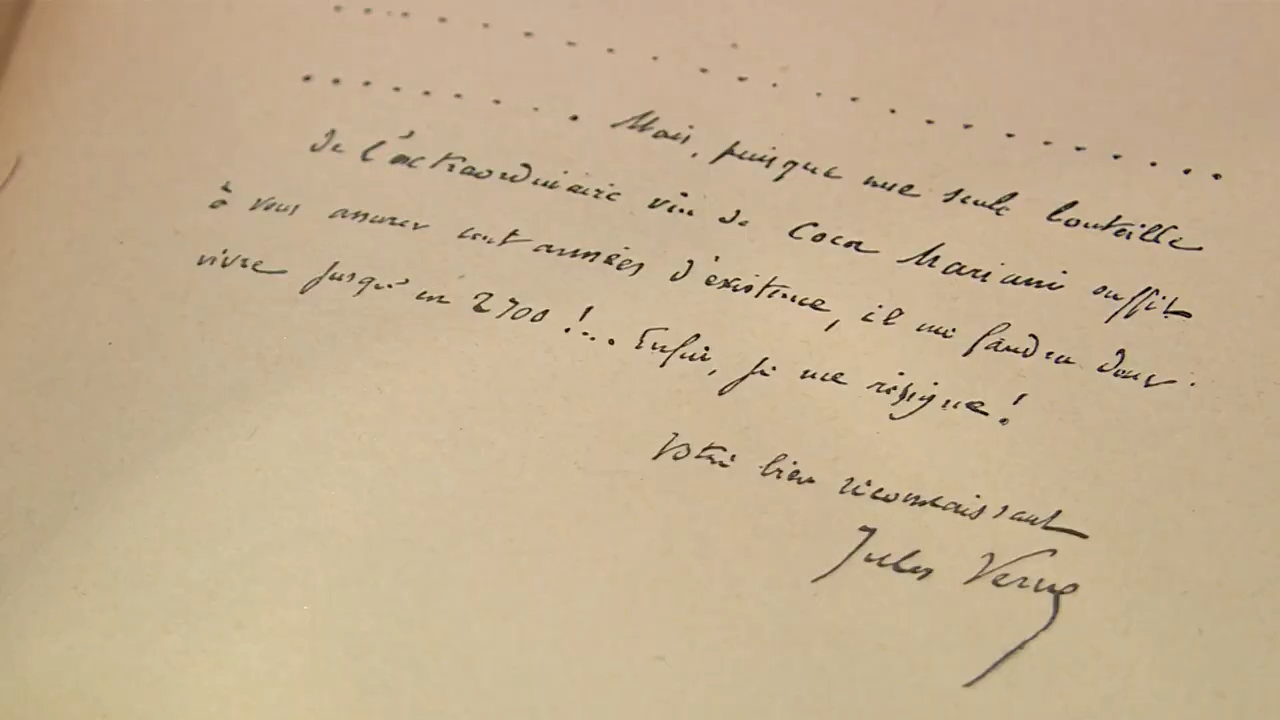 Mais, puisque une seule bouteille
de l'extraordinaire vin de Coca Mariani suffit
à vous assurer cent années d'existence, il me faudra donc
vivre jusqu'en 2700 !... Enfin, je me résigne !
Votre bien reconnaissant
Jules Verne